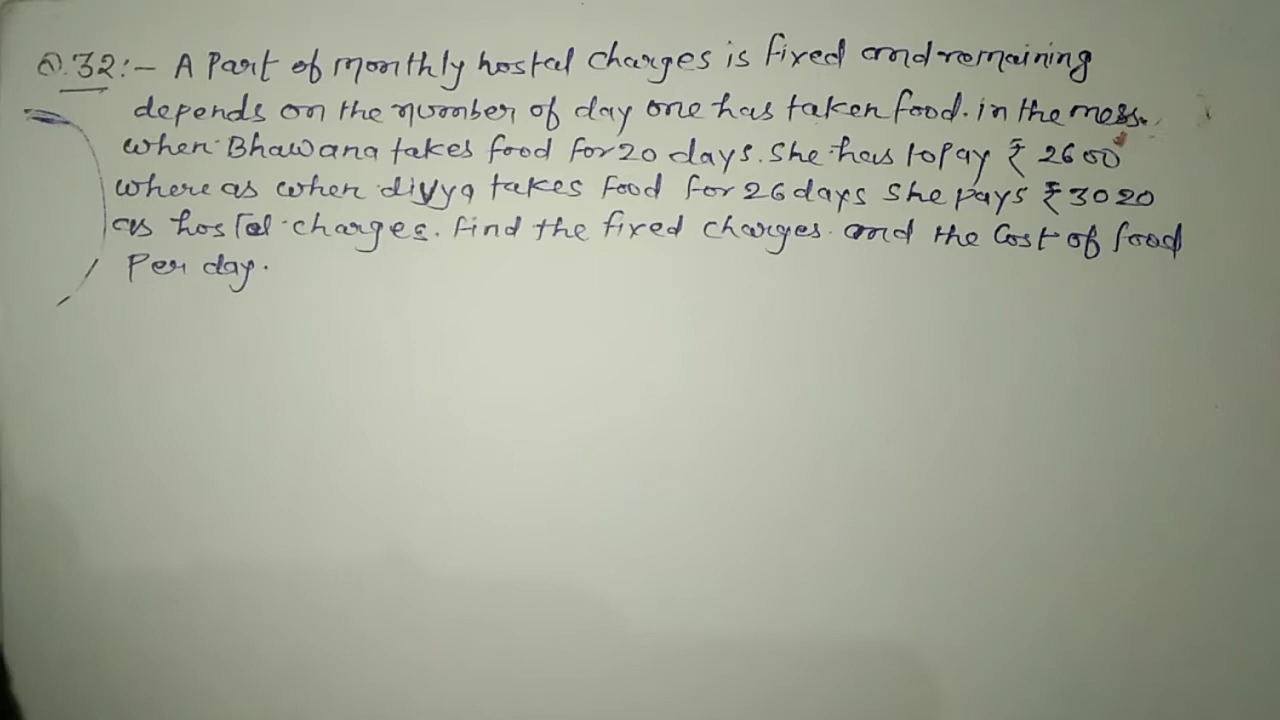 Q.32:- A Part of monthly hostal charges is fixed and remaining
depends on the number of day one has taken food. in the mess.
when Bhawana takes food for 20 days. She has to pay ₹ 2600
where as when divya takes food for 26 days She pays ₹ 3020
as hostel charges. find the fixed charges and the Cost of food
Per day.